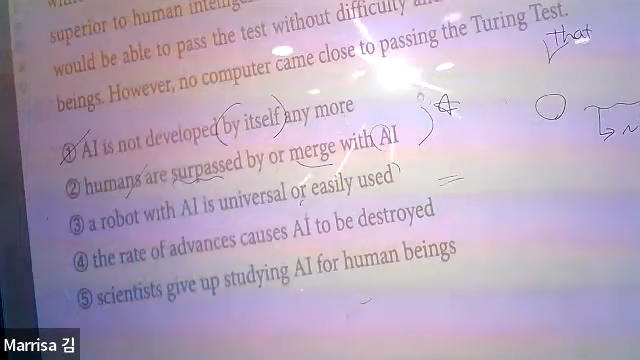 superior to human
would be able to pass the test without difficulty
beings. However, no computer came close to passing the Turing Test.
that
① AI is not developed by itself any more
② humans are surpassed by or merge with AI
③ a robot with AI is universal or easily used
④ the rate of advances causes AI to be destroyed
⑤ scientists give up studying AI for human beings
Marrisa 김